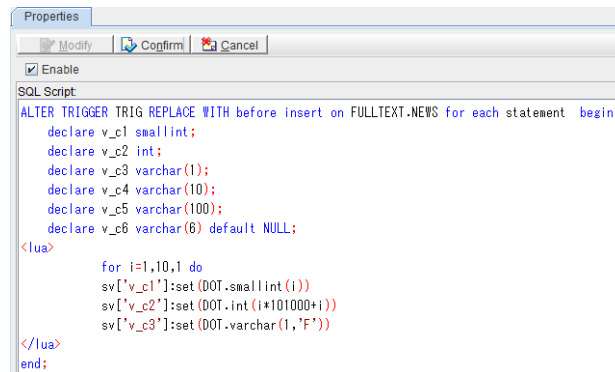 Properties
Modify Confirm Cancel
Enable
SQL Script:
ALTER TRIGGER TRIG REPLACE WITH before insert on FULLTEXT.NEWS for each statement  begin
    declare v_c1 smallint;
    declare v_c2 int;
    declare v_c3 varchar(1);
    declare v_c4 varchar(10);
    declare v_c5 varchar(100);
    declare v_c6 varchar(6) default NULL;
<lua>
            for i=1,10,1 do
            sv['v_c1']:set(DOT.smallint(i))
            sv['v_c2']:set(DOT.int(i*101000+i))
            sv['v_c3']:set(DOT.varchar(1,'F'))
</lua>
end;